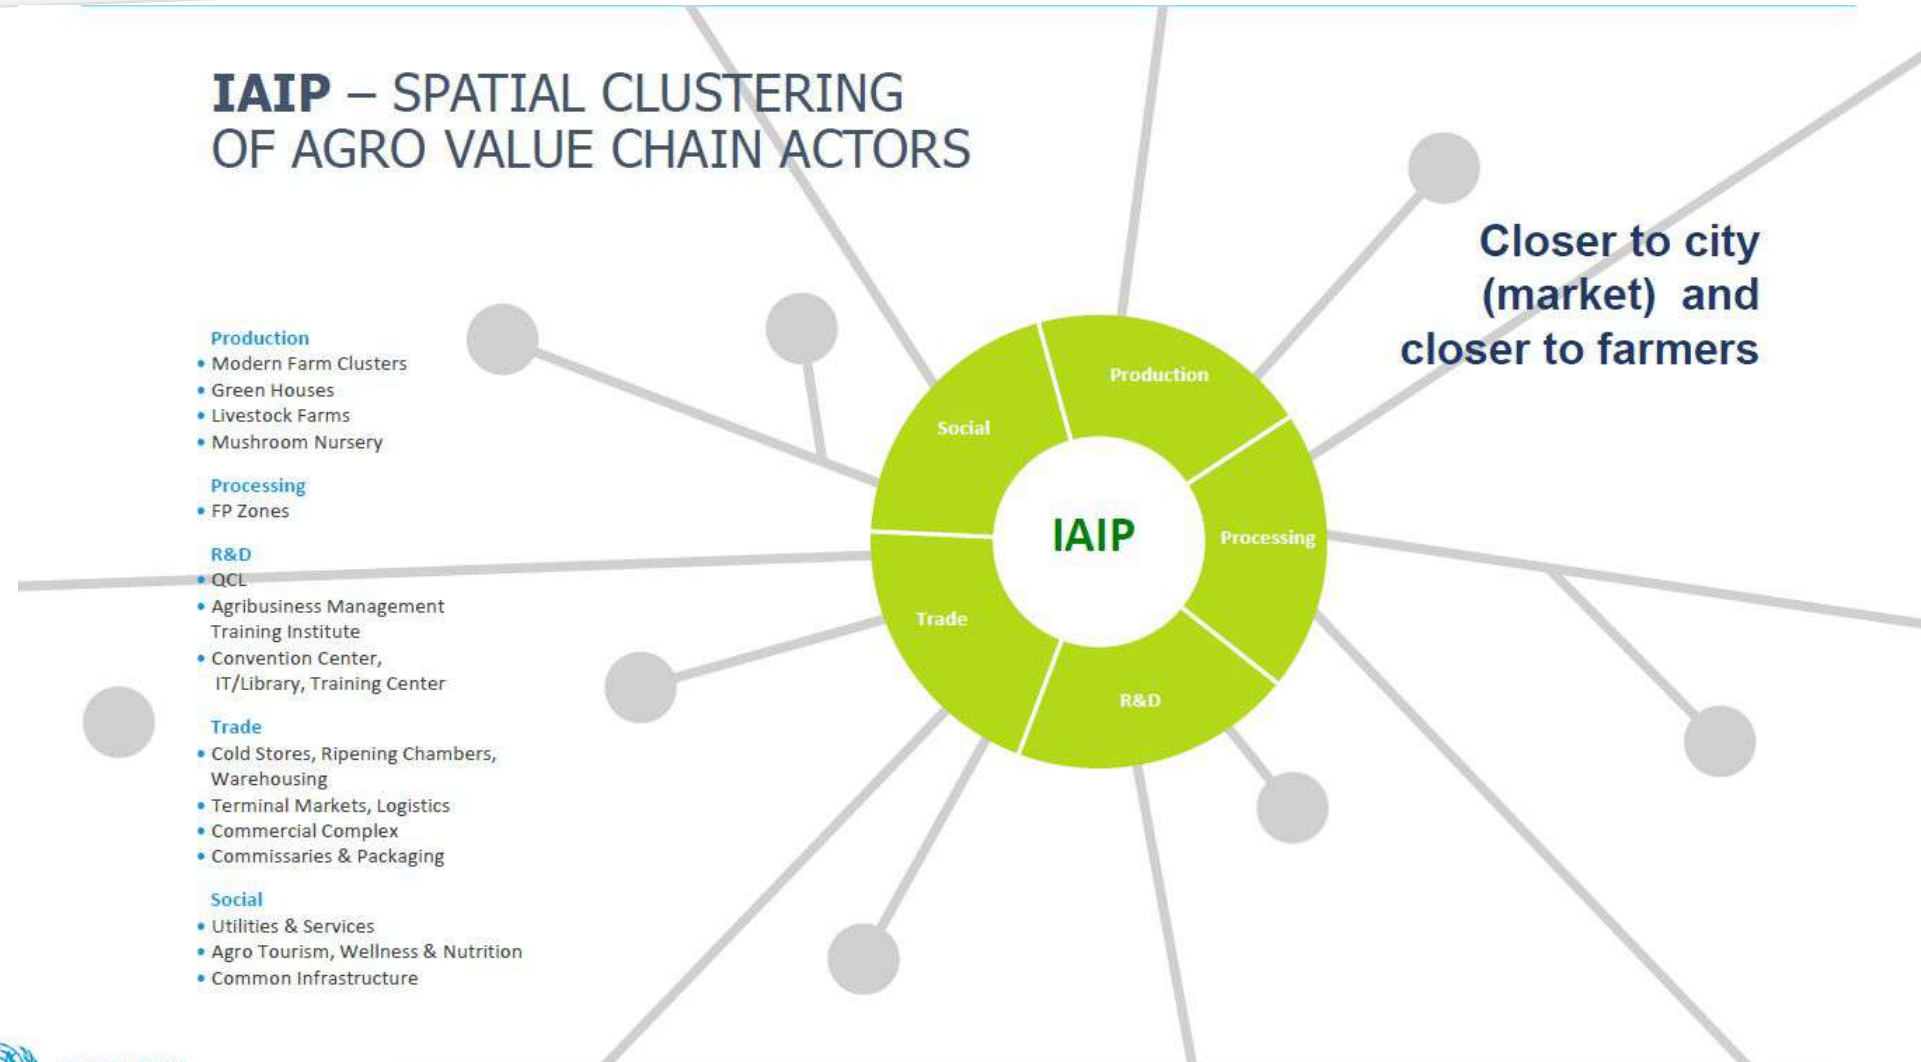 IAIP – SPATIAL CLUSTERING
OF AGRO VALUE CHAIN ACTORS
Closer to city
(market) and
closer to farmers
Production
• Modern Farm Clusters
• Green Houses
• Livestock Farms
• Mushroom Nursery
Processing
• FP Zones
R&D
• QCL
• Agribusiness Management
Training Institute
• Convention Center,
IT/Library, Training Center
Trade
• Cold Stores, Ripening Chambers,
Warehousing
• Terminal Markets, Logistics
• Commercial Complex
• Commissaries & Packaging
Social
• Utilities & Services
• Agro Tourism, Wellness & Nutrition
• Common Infrastructure
Production
Social
IAIP
Processing
Trade
R&D